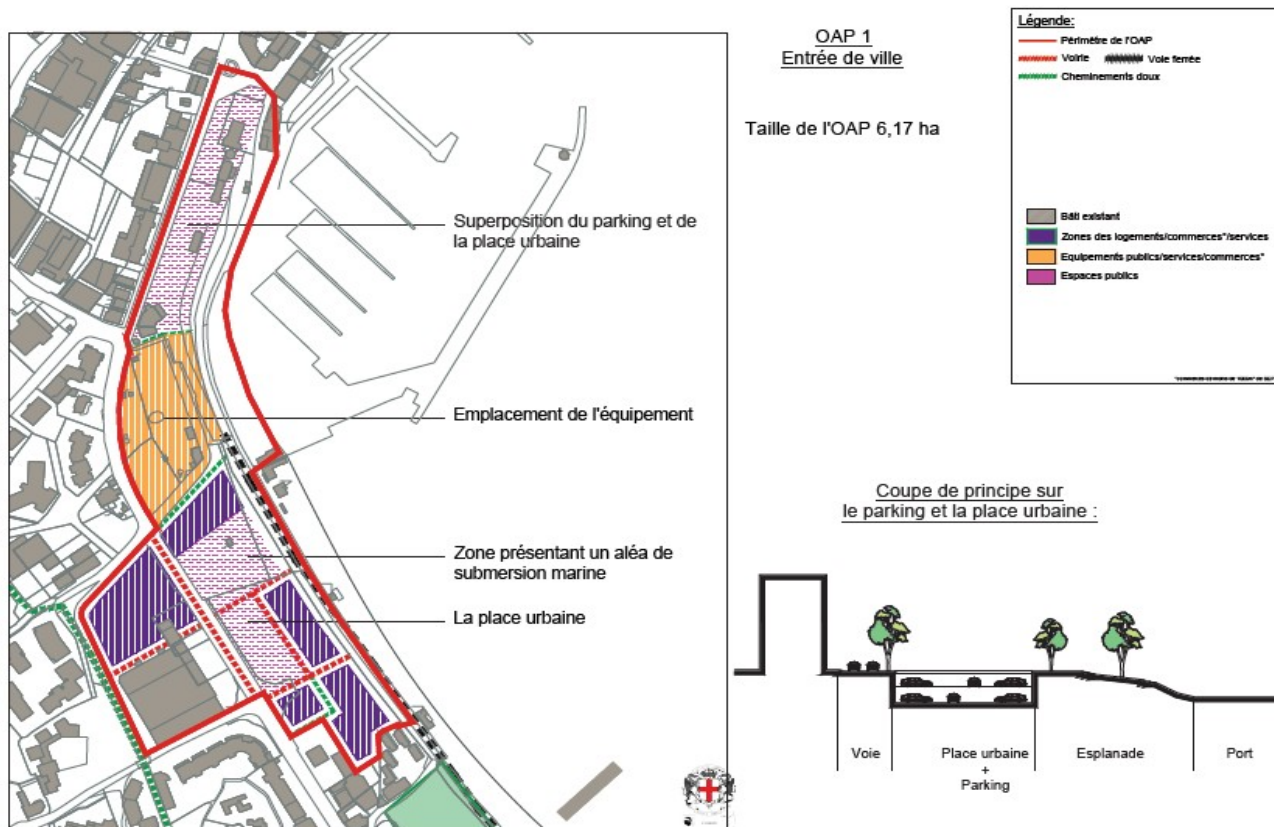 OAP 1
Entrée de ville
Taille de l'OAP 6,17 ha
Légende:
Périmètre de l'OAP
Voirie
Voie ferrée
Cheminements doux
Bâti existant
Zones des logements/commerces*/services
Equipements publics/services/commerces*
Espaces publics
Superposition du parking et de
la place urbaine
Emplacement de l'équipement
Zone présentant un aléa de
submersion marine
La place urbaine
Coupe de principe sur
le parking et la place urbaine :
Voie
Place urbaine
+
Parking
Esplanade
Port